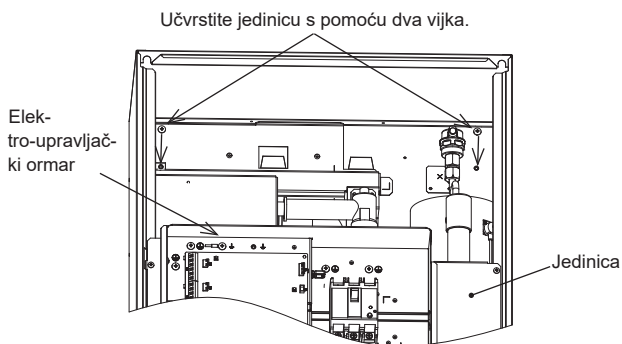 Učvrstite jedinicu s pomoću dva vijka.
Elek-
tro-upravljač-
ki ormar
Jedinica